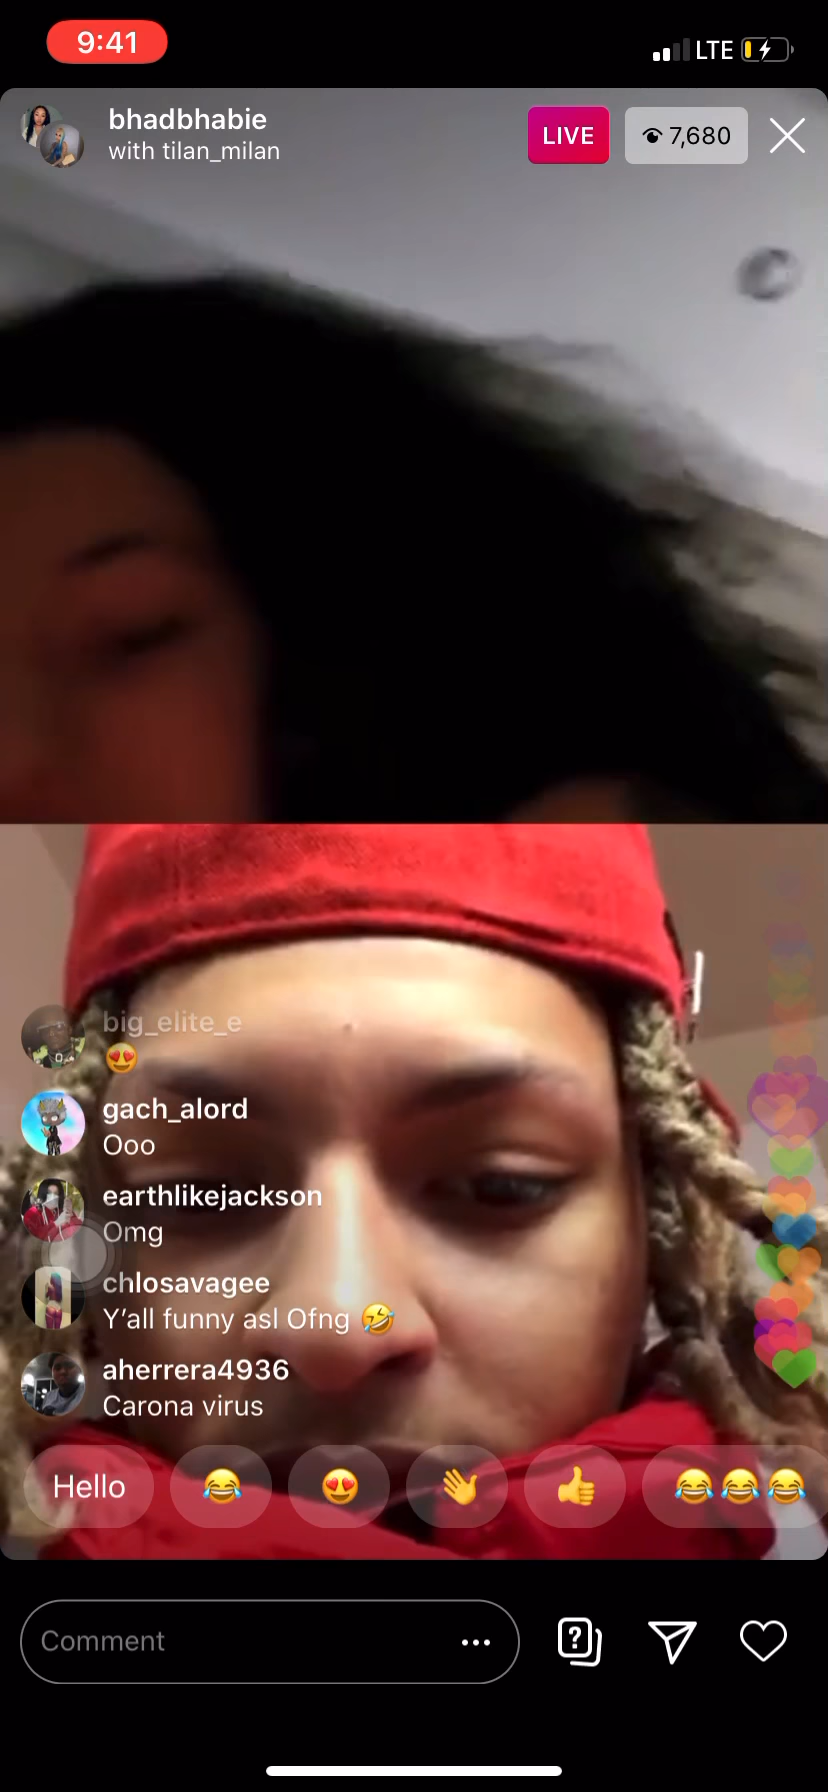 9:41
LTE
bhadbhabie
with tilan_milan
LIVE
7,680
big_elite_e
😍
gach_alord
Ooo
earthlikejackson
Omg
chlosavagee
Y’all funny asl Ofng 🤣
aherrera4936
Carona virus
Hello 😂 😍 👋 👍 😂😂😂
Comment